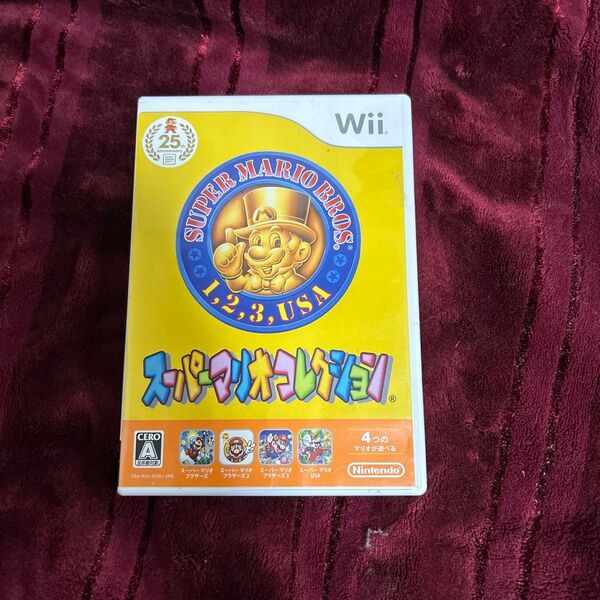 Wii
25th
Anniversary
SUPER MARIO BROS.®
1, 2, 3, USA
スーパーマリオコレクション®
CERO
A
スーパー マリオ
ブラザーズ
スーパー マリオ
ブラザーズ 2
スーパー マリオ
ブラザーズ 3
スーパー マリオ
USA
4つの
マリオが遊べる
Nintendo